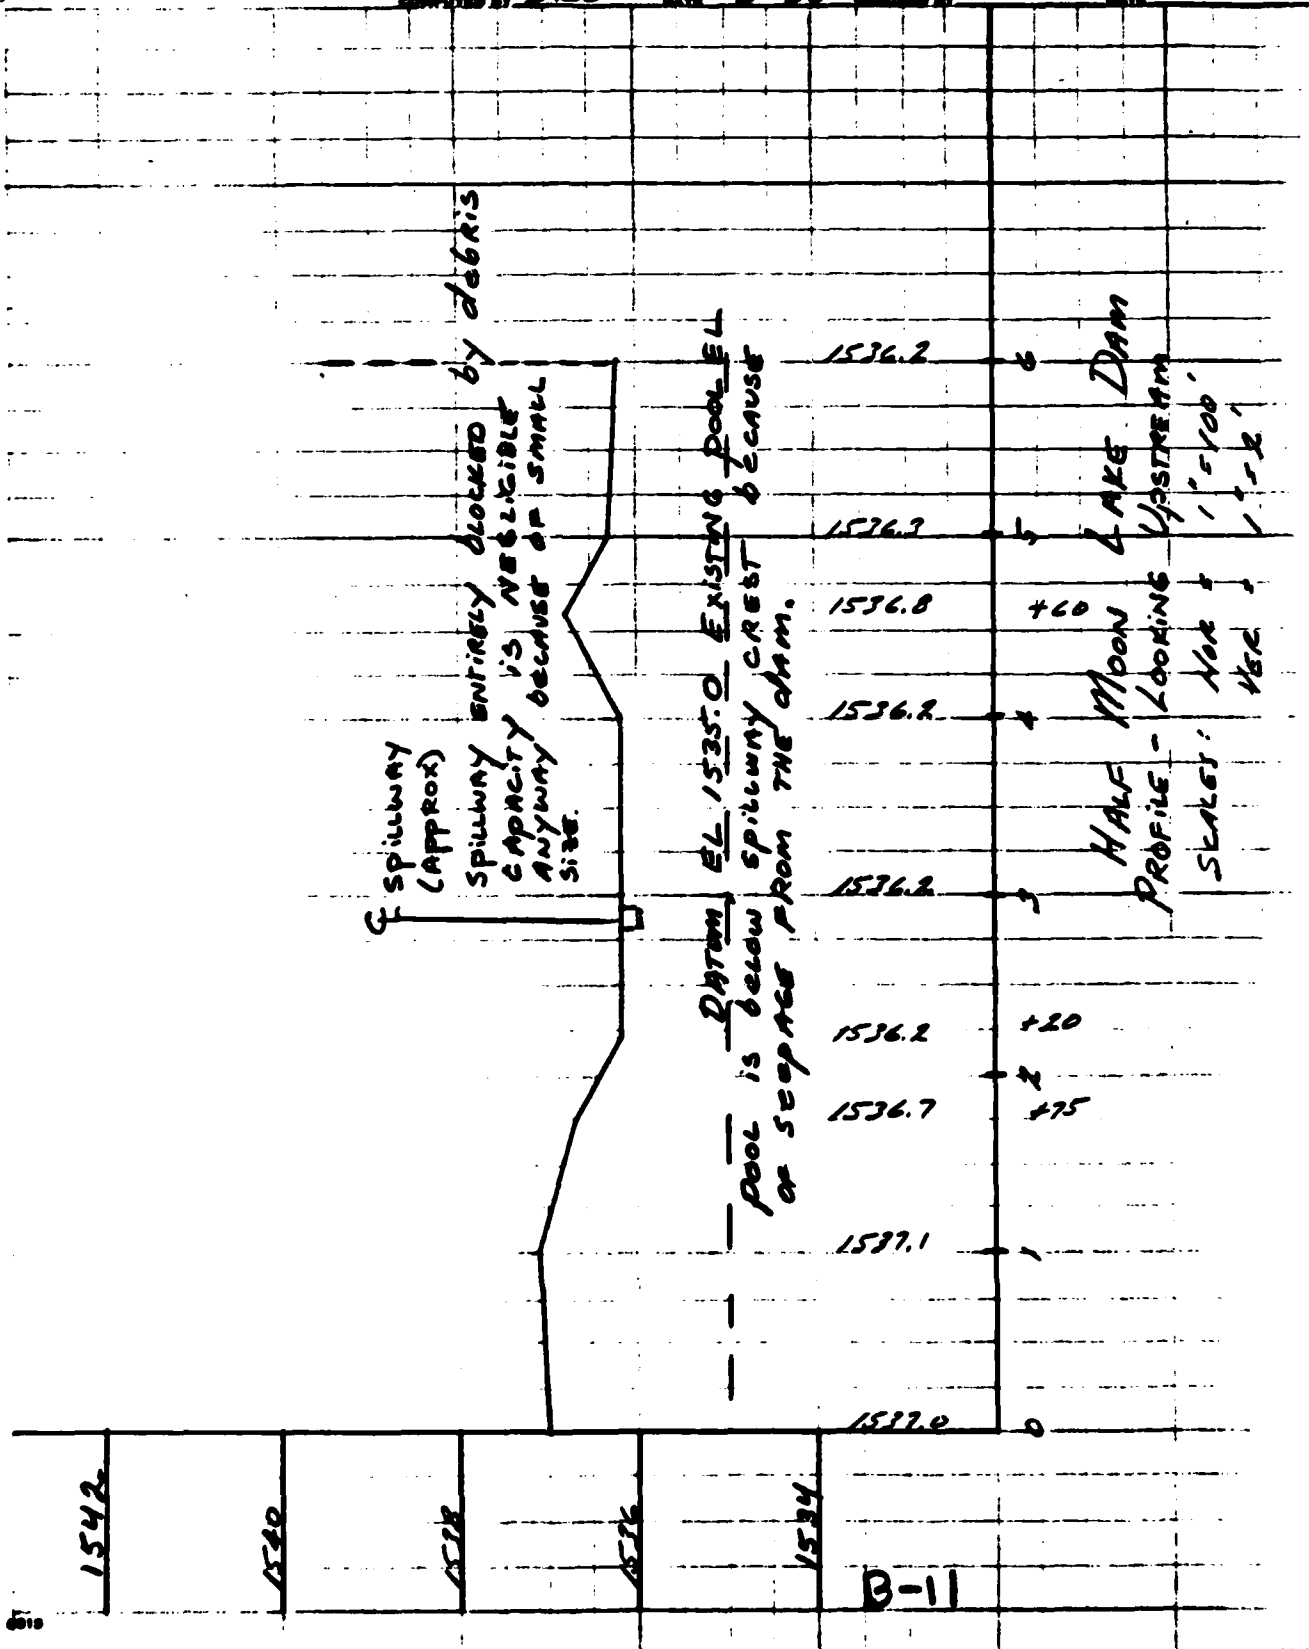 1542
1540
1538
1536
1534
SPILLWAY
(APPROX)
SPILLWAY ENTIRELY BLOCKED by debris
CAPACITY is NEGLIGIBLE
ANYWAY because OF SMALL
SIZE.
DATUM EL 1535.0 EXISTING POOL EL
POOL is below SPILLWAY CREST because
OF SEEPAGE FROM THE DAM.
1537.0 1537.1 1536.7 1536.2 1536.2 1536.2 1536.8 1536.3 1536.2
0 1 +75 2 +20 3 4 +60 5 6
HALF MOON LAKE DAM
PROFILE - LOOKING UPSTREAM
SCALES: HOR = 1"=100'
VER = 1"=2'
B-11